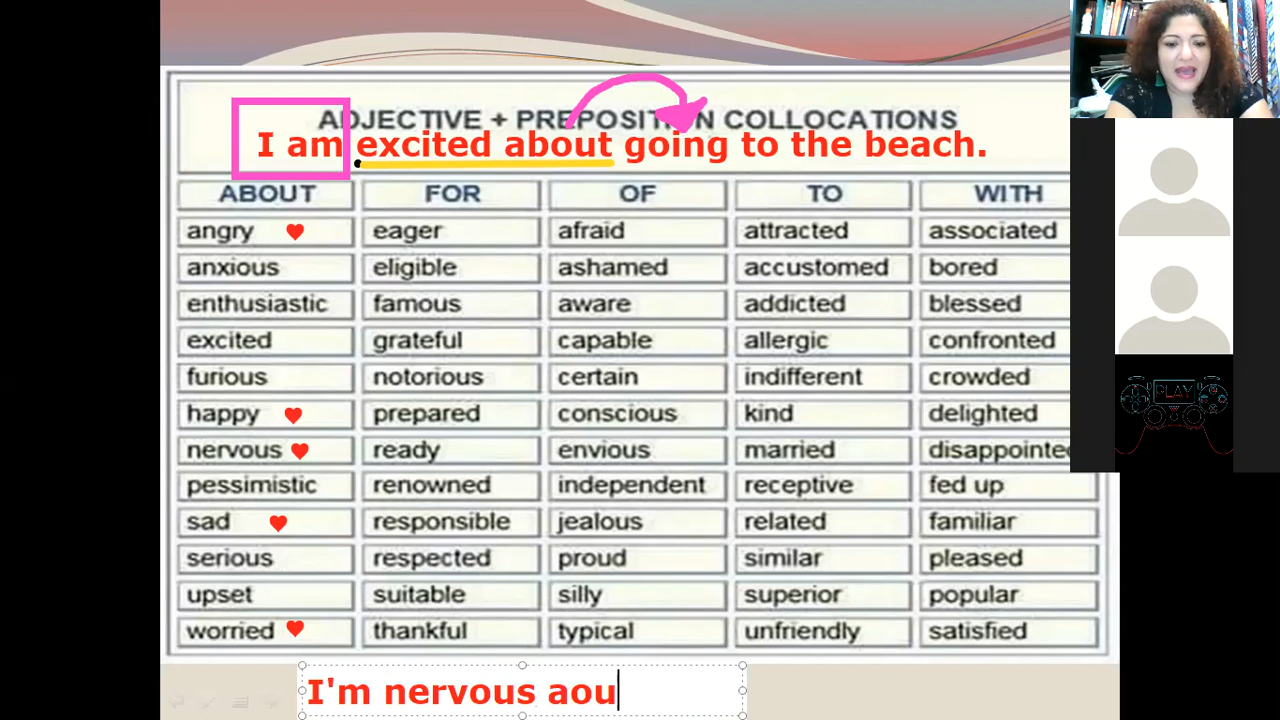 ADJECTIVE + PREPOSITION COLLOCATIONS
I am excited about going to the beach.
ABOUT FOR OF TO WITH
angry eager afraid attracted associated
anxious eligible ashamed accustomed bored
enthusiastic famous aware addicted blessed
excited grateful capable allergic confronted
furious notorious certain indifferent crowded
happy prepared conscious kind delighted
nervous ready envious married disappointed
pessimistic renowned independent receptive fed up
sad responsible jealous related familiar
serious respected proud similar pleased
upset suitable silly superior popular
worried thankful typical unfriendly satisfied
I'm nervous aou
PLAY